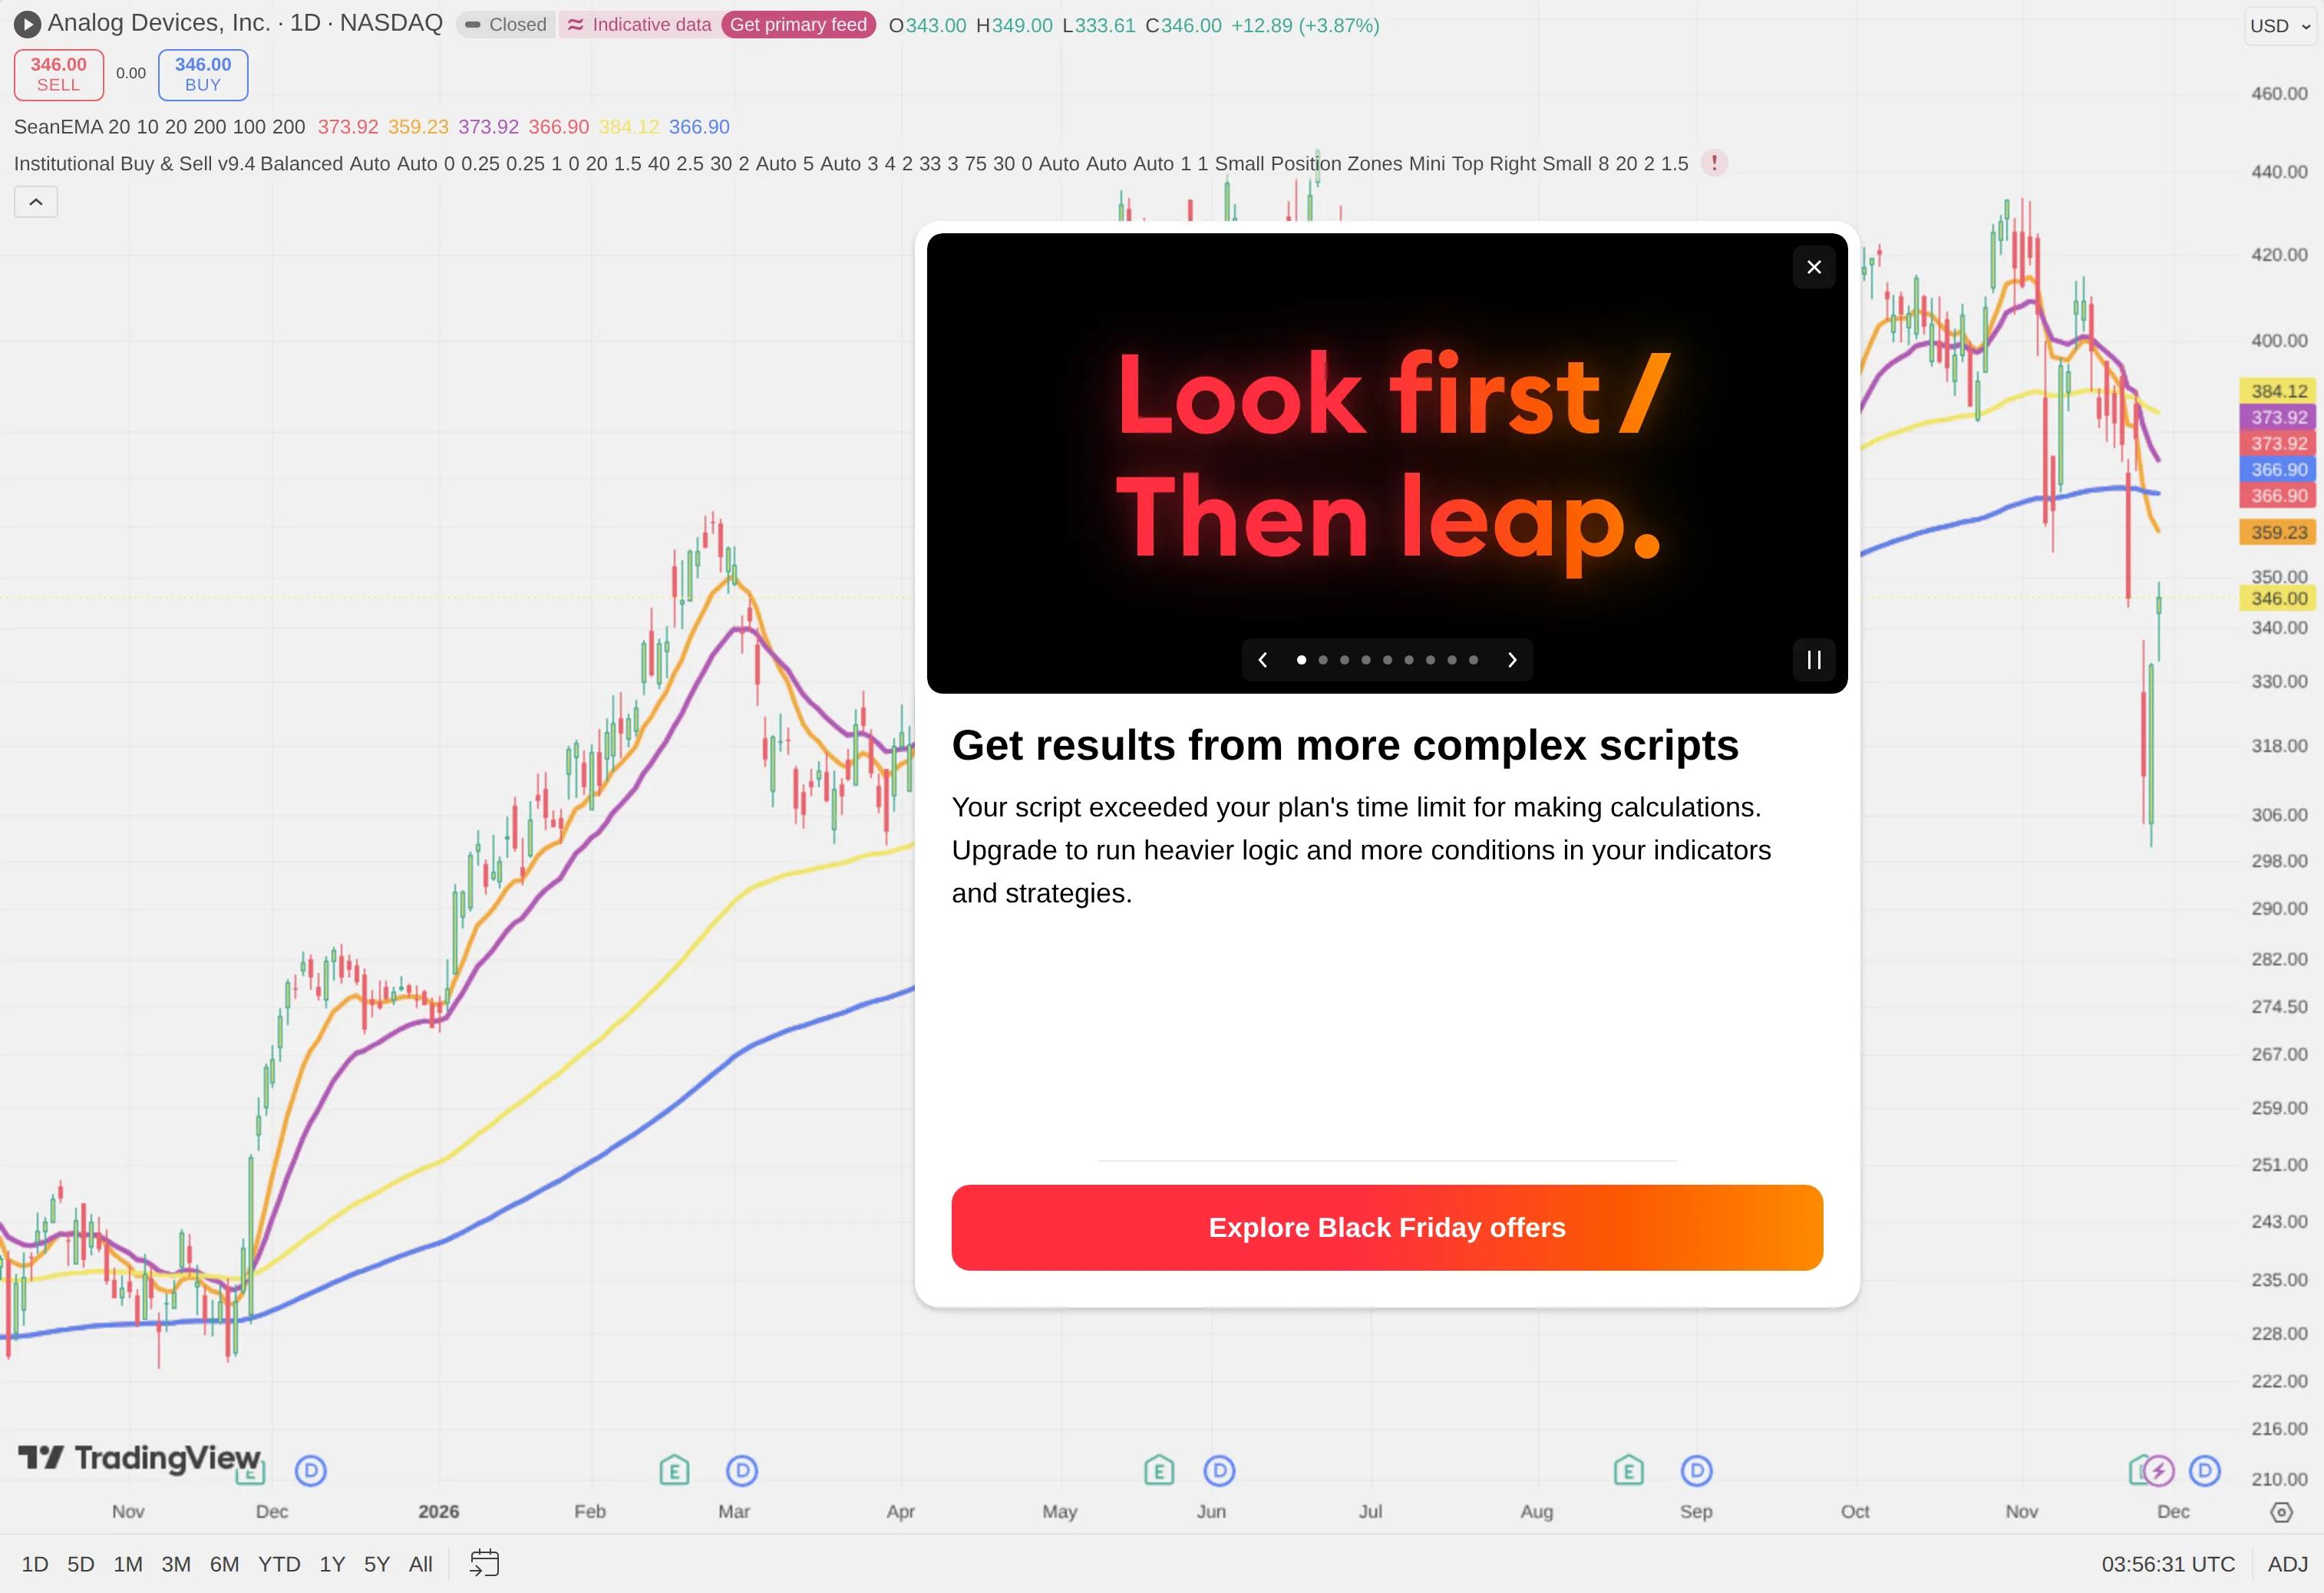 Analog Devices, Inc. · 1D · NASDAQ Closed Indicative data Get primary feed O343.00 H349.00 L333.61 C346.00 +12.89 (+3.87%) USD
346.00 SELL 0.00 346.00 BUY
SeanEMA 20 10 20 200 100 200 373.92 359.23 373.92 366.90 384.12 366.90
Institutional Buy & Sell v9.4 Balanced Auto Auto 0 0.25 0.25 1 0 20 1.5 40 2.5 30 2 Auto 5 Auto 3 4 2 33 3 75 30 0 Auto Auto Auto 1 1 Small Position Zones Mini Top Right Small 8 20 2 1.5 !
Look first /
Then leap.
Get results from more complex scripts
Your script exceeded your plan's time limit for making calculations.
Upgrade to run heavier logic and more conditions in your indicators
and strategies.
Explore Black Friday offers
460.00
440.00
420.00
400.00
384.12
373.92
373.92
366.90
366.90
359.23
350.00
346.00
340.00
330.00
318.00
306.00
298.00
290.00
282.00
274.50
267.00
259.00
251.00
243.00
235.00
228.00
222.00
216.00
210.00
TradingView
E D E D E D E D D
Nov Dec 2026 Feb Mar Apr May Jun Jul Aug Sep Oct Nov Dec
1D 5D 1M 3M 6M YTD 1Y 5Y All 03:56:31 UTC ADJ